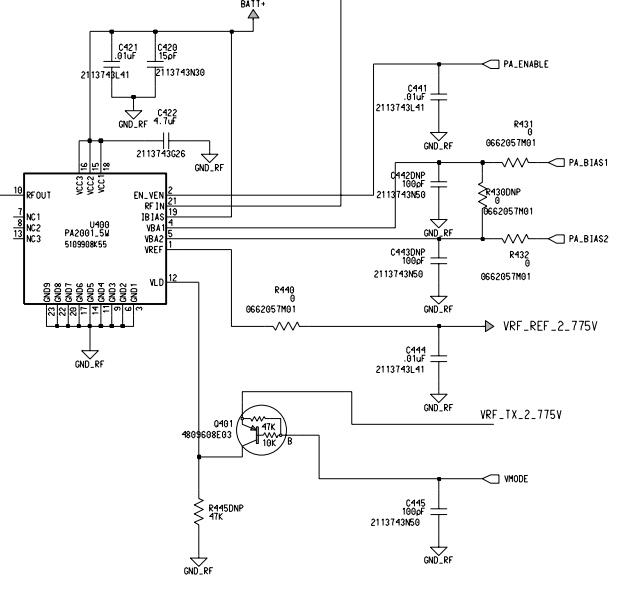 BATT+
C421
.01uF
2113743L41
C420
15pF
2113743N30
GND_RF
C422
4.7uF
2113743G26
GND_RF
16
15
18
VCC3
VCC2
VCC1
10
RFOUT
7
NC1
8
NC2
13
NC3
U400
PA2001_5W
5109908K55
EN_VEN
2
RFIN
21
IBIAS
19
VBA1
4
VBA2
5
VREF
1
VLD
12
GND9
GND8
GND7
GND6
GND5
GND4
GND3
GND2
GND1
23
22
20
17
14
11
9
6
3
GND_RF
PA_ENABLE
C441
.01uF
2113743L41
GND_RF
R431
0
0662057M01
PA_BIAS1
C442DNP
100pF
2113743N50
R430DNP
0
0662057M01
GND_RF
PA_BIAS2
C443DNP
100pF
2113743N50
R432
0
0662057M01
GND_RF
R440
0
0662057M01
VRF_REF_2_775V
C444
.01uF
2113743L41
GND_RF
VRF_TX_2_775V
Q401
4809608E03
47K
10K
B
VMODE
R445DNP
47K
C445
100pF
2113743N50
GND_RF
GND_RF